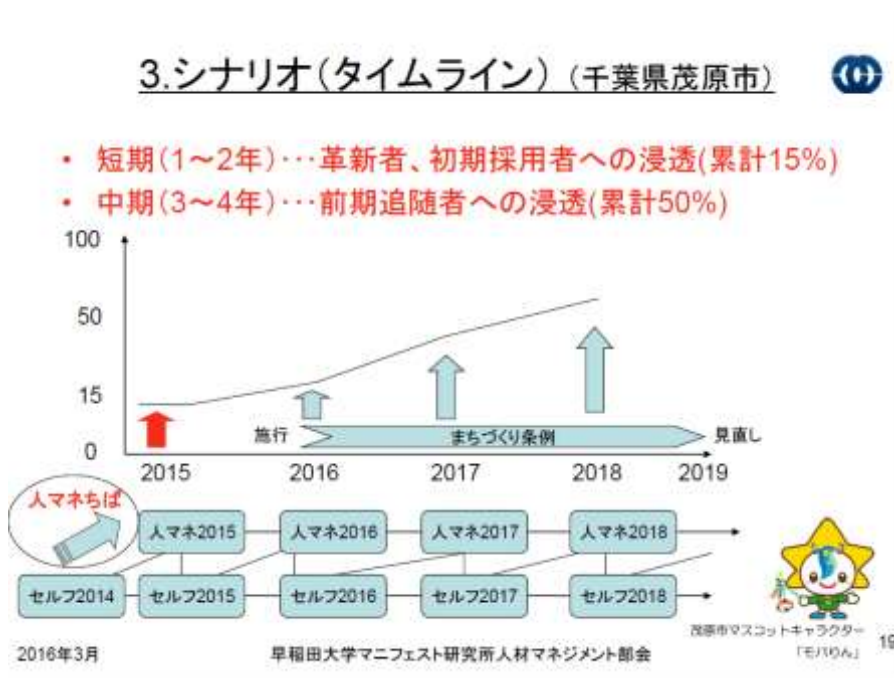 3.シナリオ（タイムライン）（千葉県茂原市）
• 短期（1～2年）･･･革新者、初期採用者への浸透(累計15%)
• 中期（3～4年）･･･前期追随者への浸透(累計50%)
100
50
15
0
施行
まちづくり条例
見直し
2015
2016
2017
2018
2019
人マネちば
人マネ2015
人マネ2016
人マネ2017
人マネ2018
セルフ2014
セルフ2015
セルフ2016
セルフ2017
セルフ2018
茂原市マスコットキャラクター
「モバりん」
2016年3月
早稲田大学マニフェスト研究所人材マネジメント部会
19